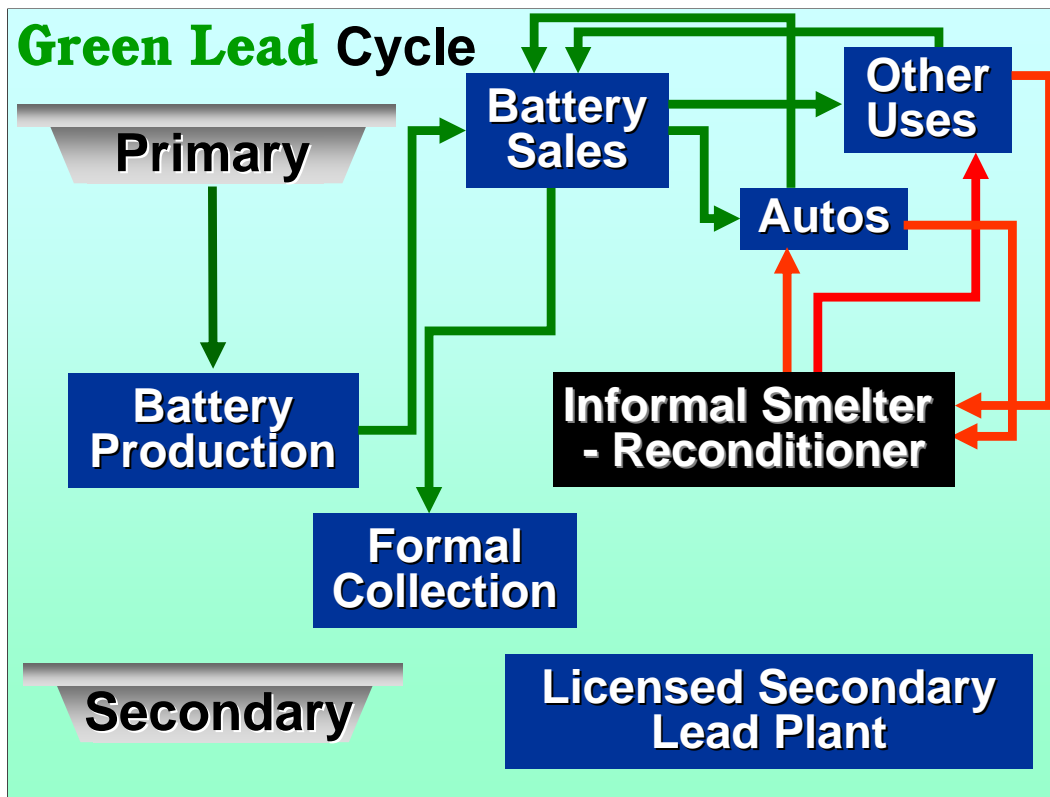 Green Lead Cycle
Primary
Battery
Sales
Other
Uses
Autos
Battery
Production
Informal Smelter
- Reconditioner
Formal
Collection
Secondary
Licensed Secondary
Lead Plant